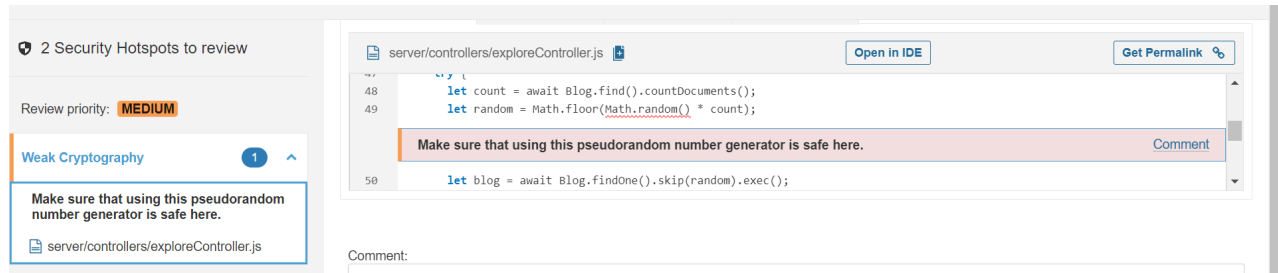 2 Security Hotspots to review
Review priority: MEDIUM
Weak Cryptography 1
Make sure that using this pseudorandom
number generator is safe here.
server/controllers/exploreController.js
server/controllers/exploreController.js Open in IDE Get Permalink
47 try {
48 let count = await Blog.find().countDocuments();
49 let random = Math.floor(Math.random() * count);
Make sure that using this pseudorandom number generator is safe here. Comment
50 let blog = await Blog.findOne().skip(random).exec();
Comment: